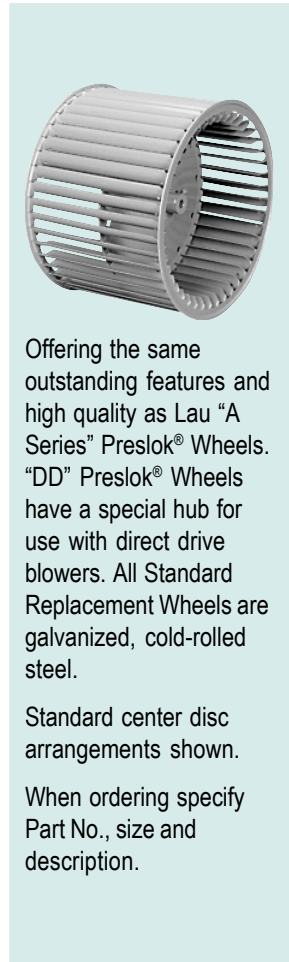 Offering the same
outstanding features and
high quality as Lau “A
Series” Preslok® Wheels.
“DD” Preslok® Wheels
have a special hub for
use with direct drive
blowers. All Standard
Replacement Wheels are
galvanized, cold-rolled
steel.
Standard center disc
arrangements shown.
When ordering specify
Part No., size and
description.